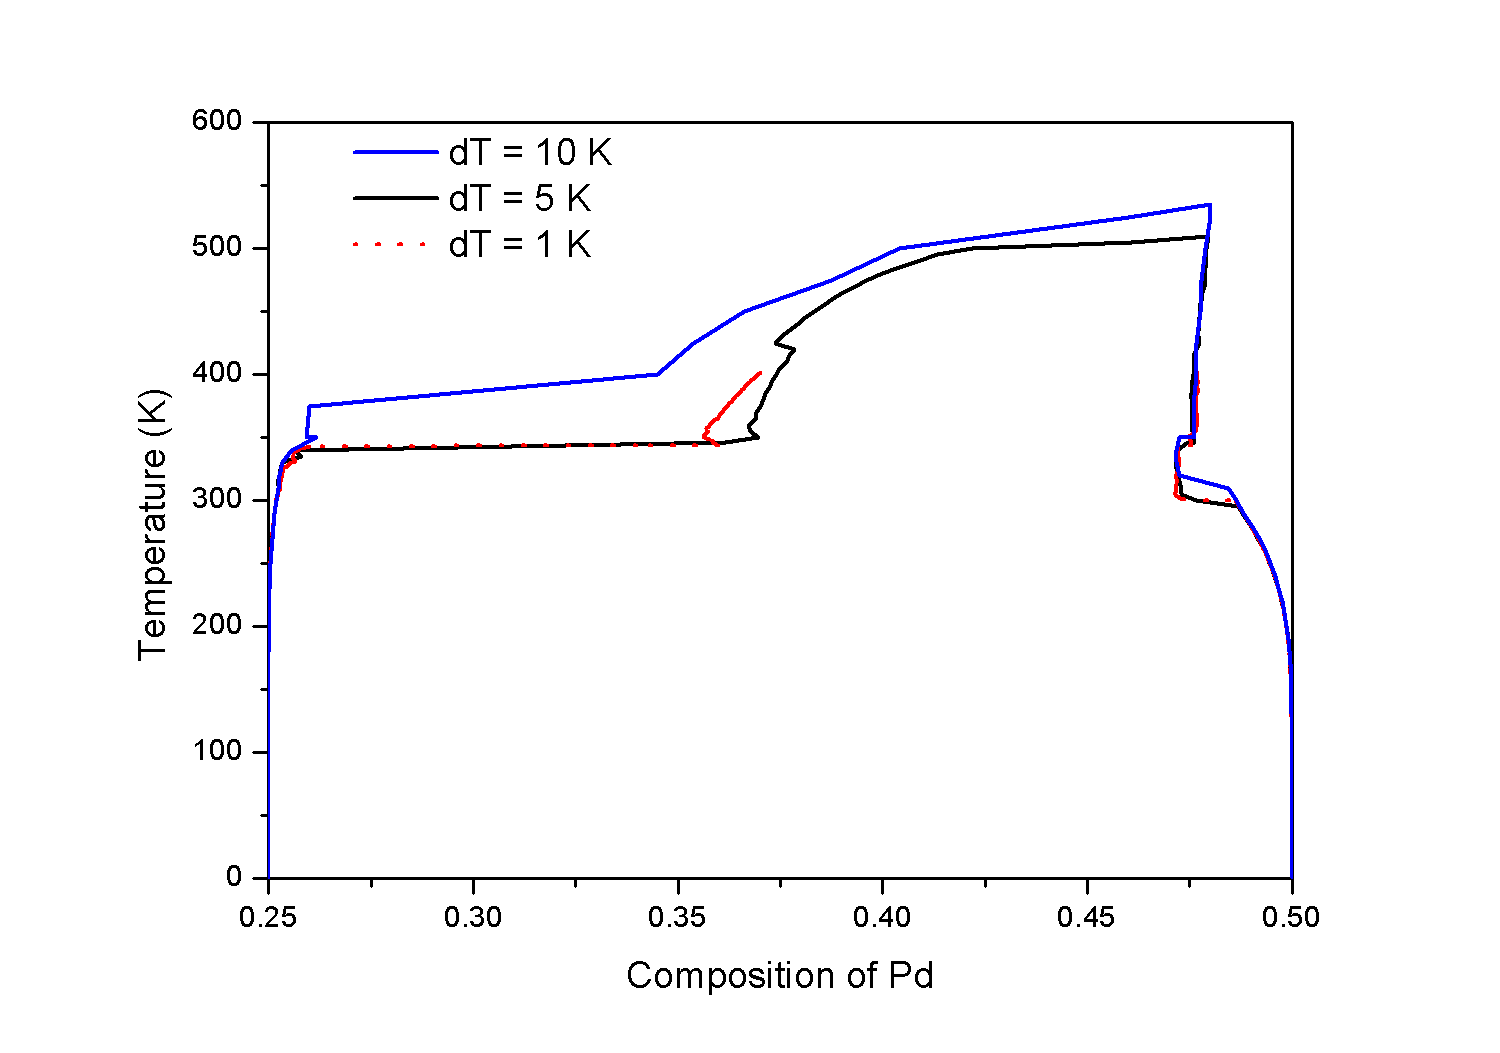 600
500
400
300
200
100
0
Temperature (K)
dT = 10 K
dT = 5 K
dT = 1 K
0.25 0.30 0.35 0.40 0.45 0.50
Composition of Pd